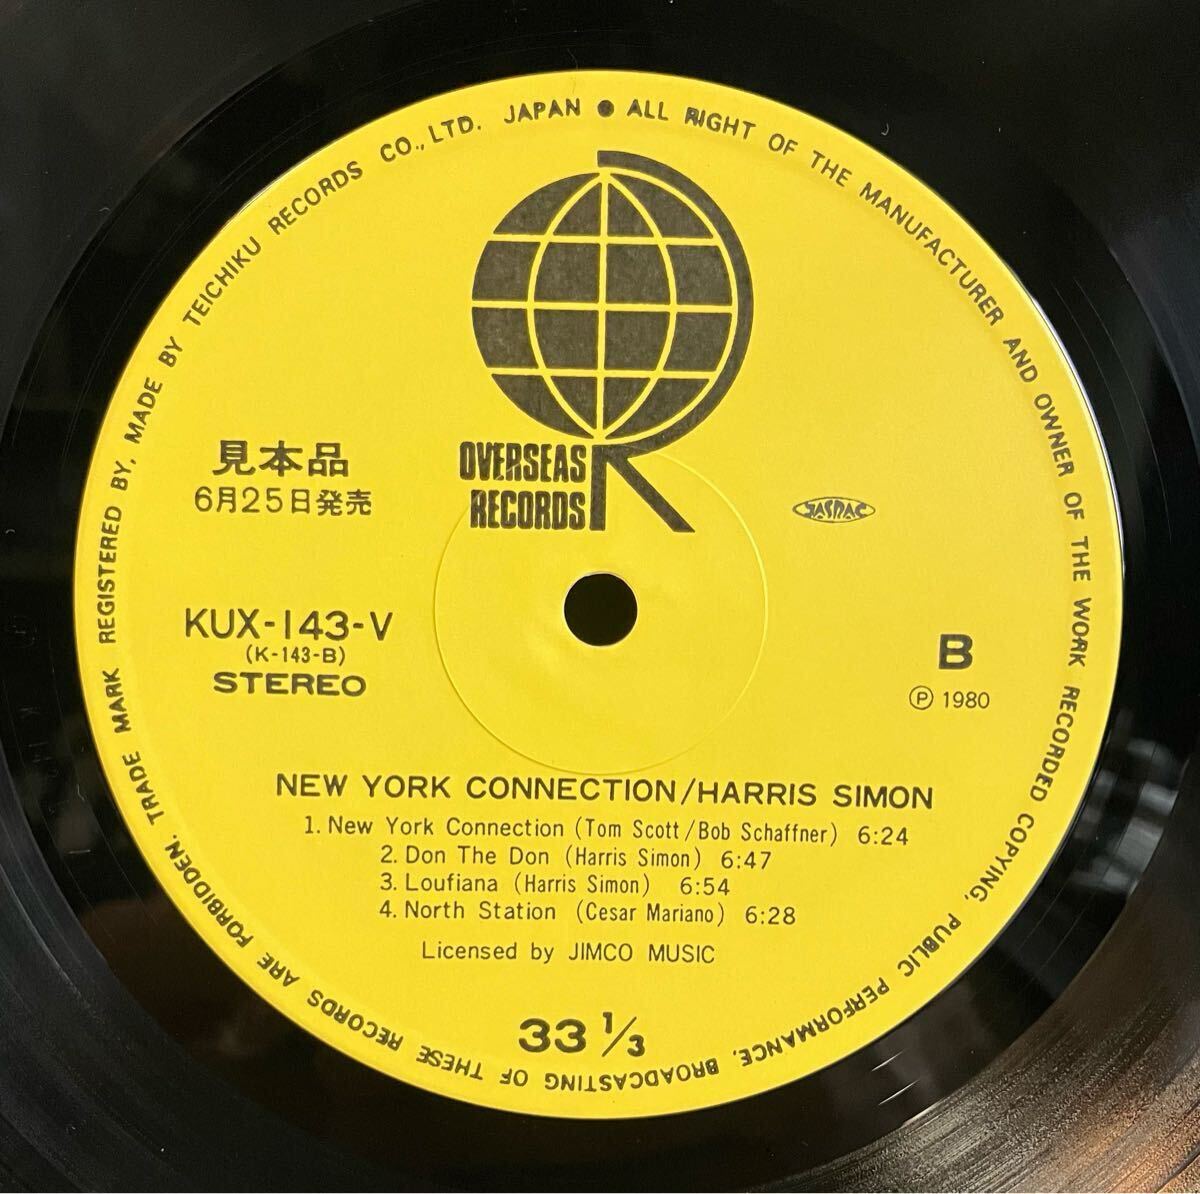 TRADE MARK REGISTERED BY, MADE BY TEICHIKU RECORDS CO., LTD. JAPAN ● ALL RIGHT OF THE MANUFACTURER AND OWNER OF THE WORK RECORDED COPYING, PUBLIC PERFORMANCE, BROADCASTING OF THESE RECORDS ARE FORBIDDEN.
OVERSEAS
RECORDS
見本品
6月25日発売
JASRAC
KUX-143-V
(K-143-B)
STEREO
B
Ⓟ 1980
NEW YORK CONNECTION/HARRIS SIMON
1. New York Connection (Tom Scott/Bob Schaffner) 6:24
2. Don The Don (Harris Simon) 6:47
3. Loufiana (Harris Simon) 6:54
4. North Station (Cesar Mariano) 6:28
Licensed by JIMCO MUSIC
33 1/3